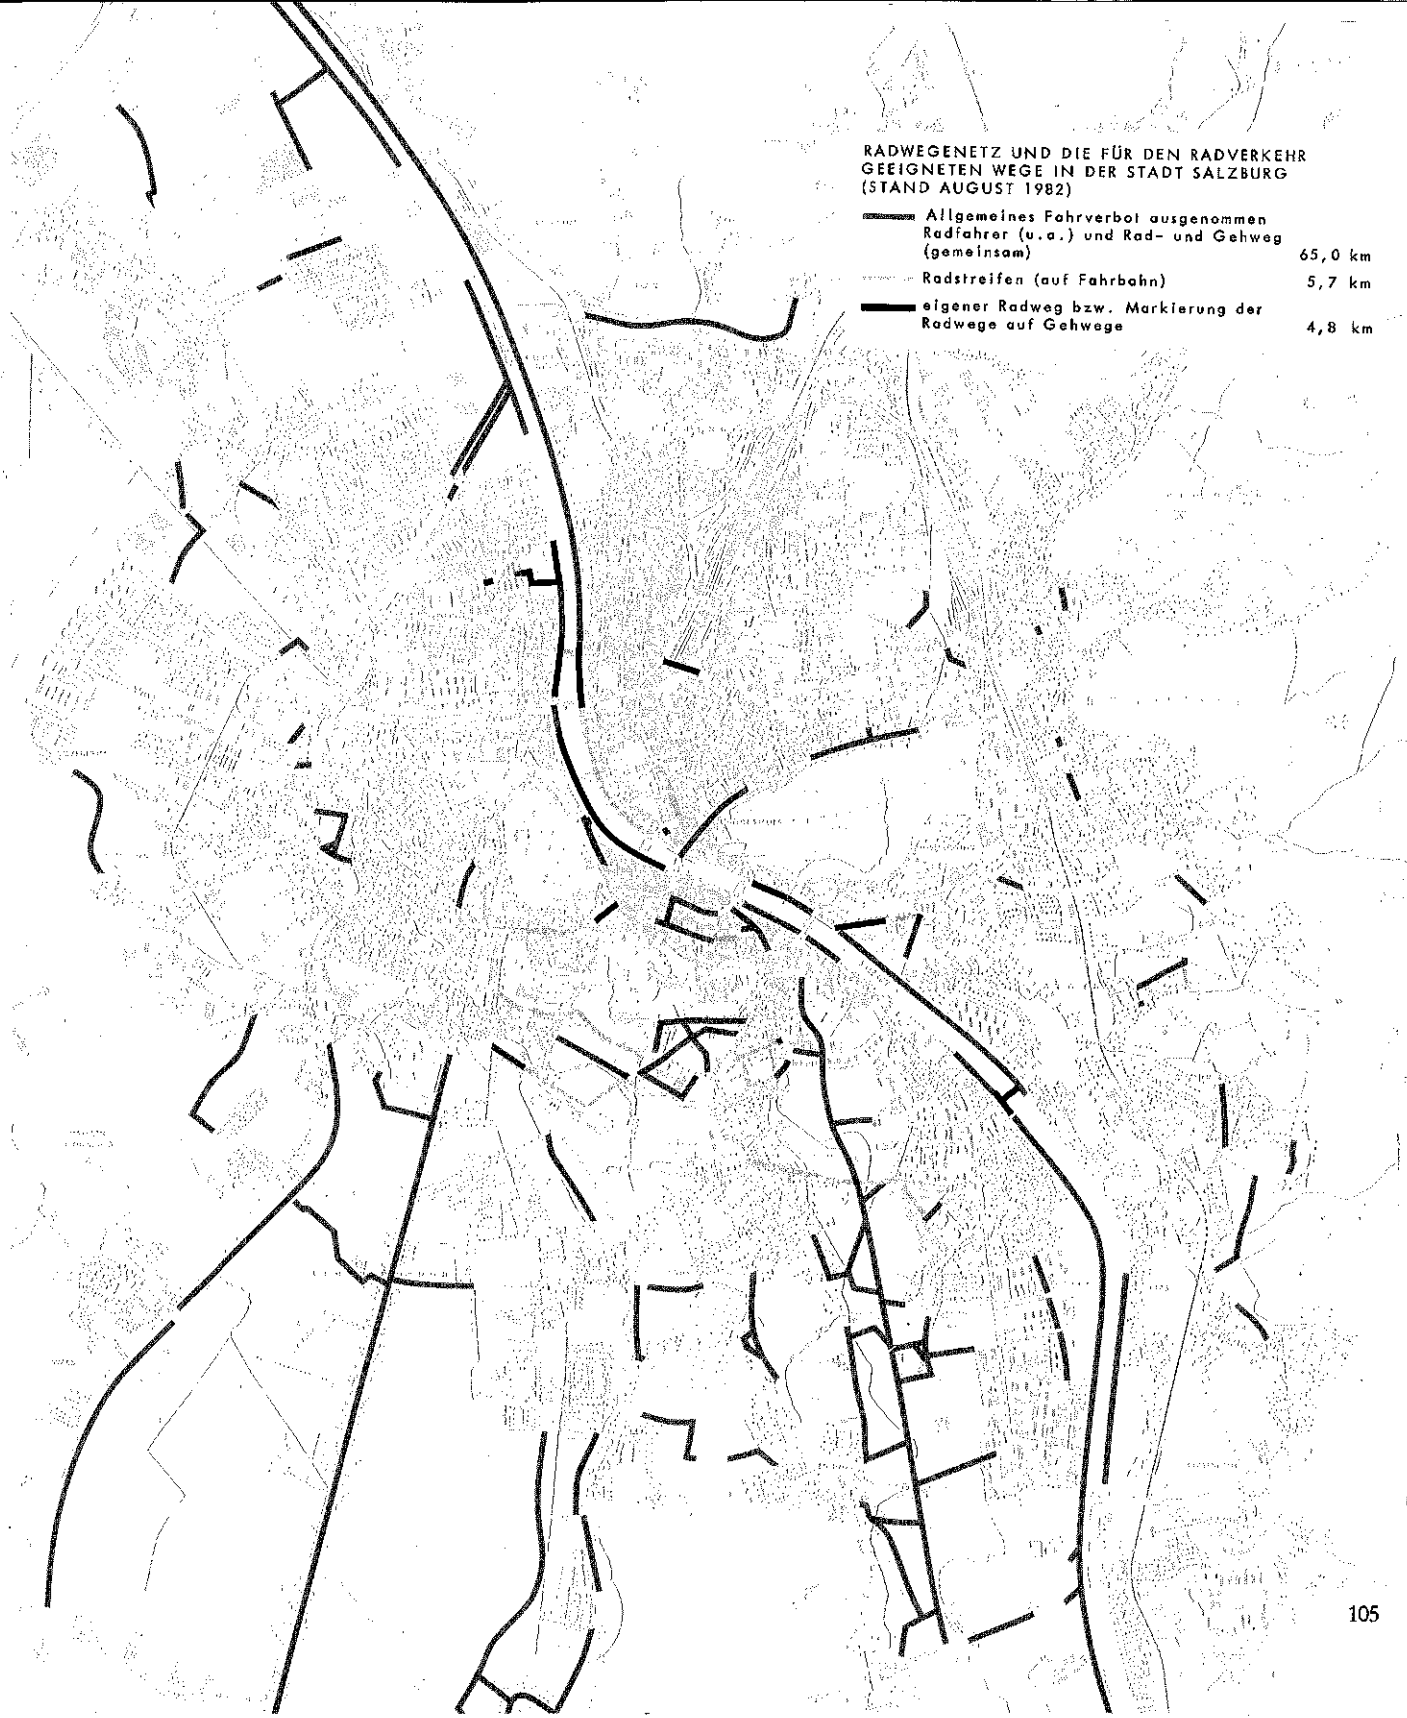 RADWEGENETZ UND DIE FÜR DEN RADVERKEHR
GEEIGNETEN WEGE IN DER STADT SALZBURG
(STAND AUGUST 1982)
Allgemeines Fahrverbot ausgenommen
Radfahrer (u.a.) und Rad- und Gehweg
(gemeinsam) 65,0 km
Radstreifen (auf Fahrbahn) 5,7 km
eigener Radweg bzw. Markierung der
Radwege auf Gehwege 4,8 km
105